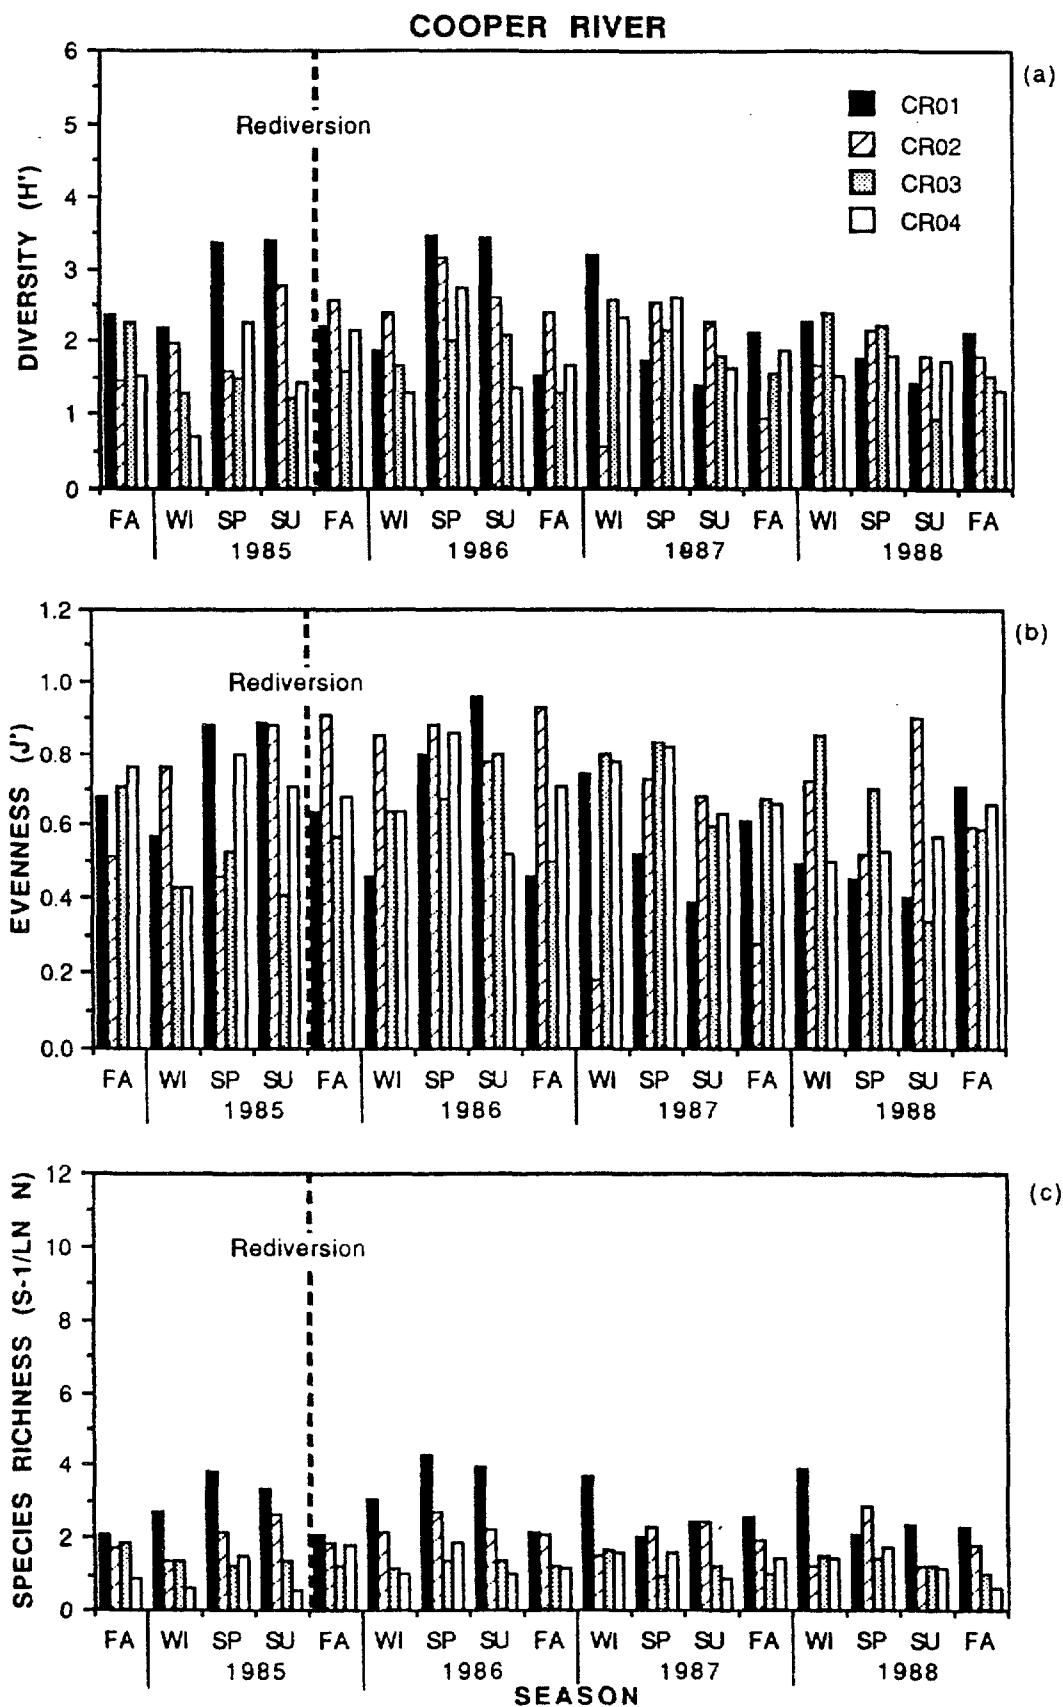 COOPER RIVER
(a)
DIVERSITY (H')
6
5
4
3
2
1
0
Rediversion
CR01
CR02
CR03
CR04
FA WI SP SU FA WI SP SU FA WI SP SU FA WI SP SU FA
1985 1986 1987 1988
(b)
EVENNESS (J')
1.2
1.0
0.8
0.6
0.4
0.2
0.0
Rediversion
FA WI SP SU FA WI SP SU FA WI SP SU FA WI SP SU FA
1985 1986 1987 1988
(c)
SPECIES RICHNESS (S-1/LN N)
12
10
8
6
4
2
0
Rediversion
FA WI SP SU FA WI SP SU FA WI SP SU FA WI SP SU FA
1985 1986 1987 1988
SEASON